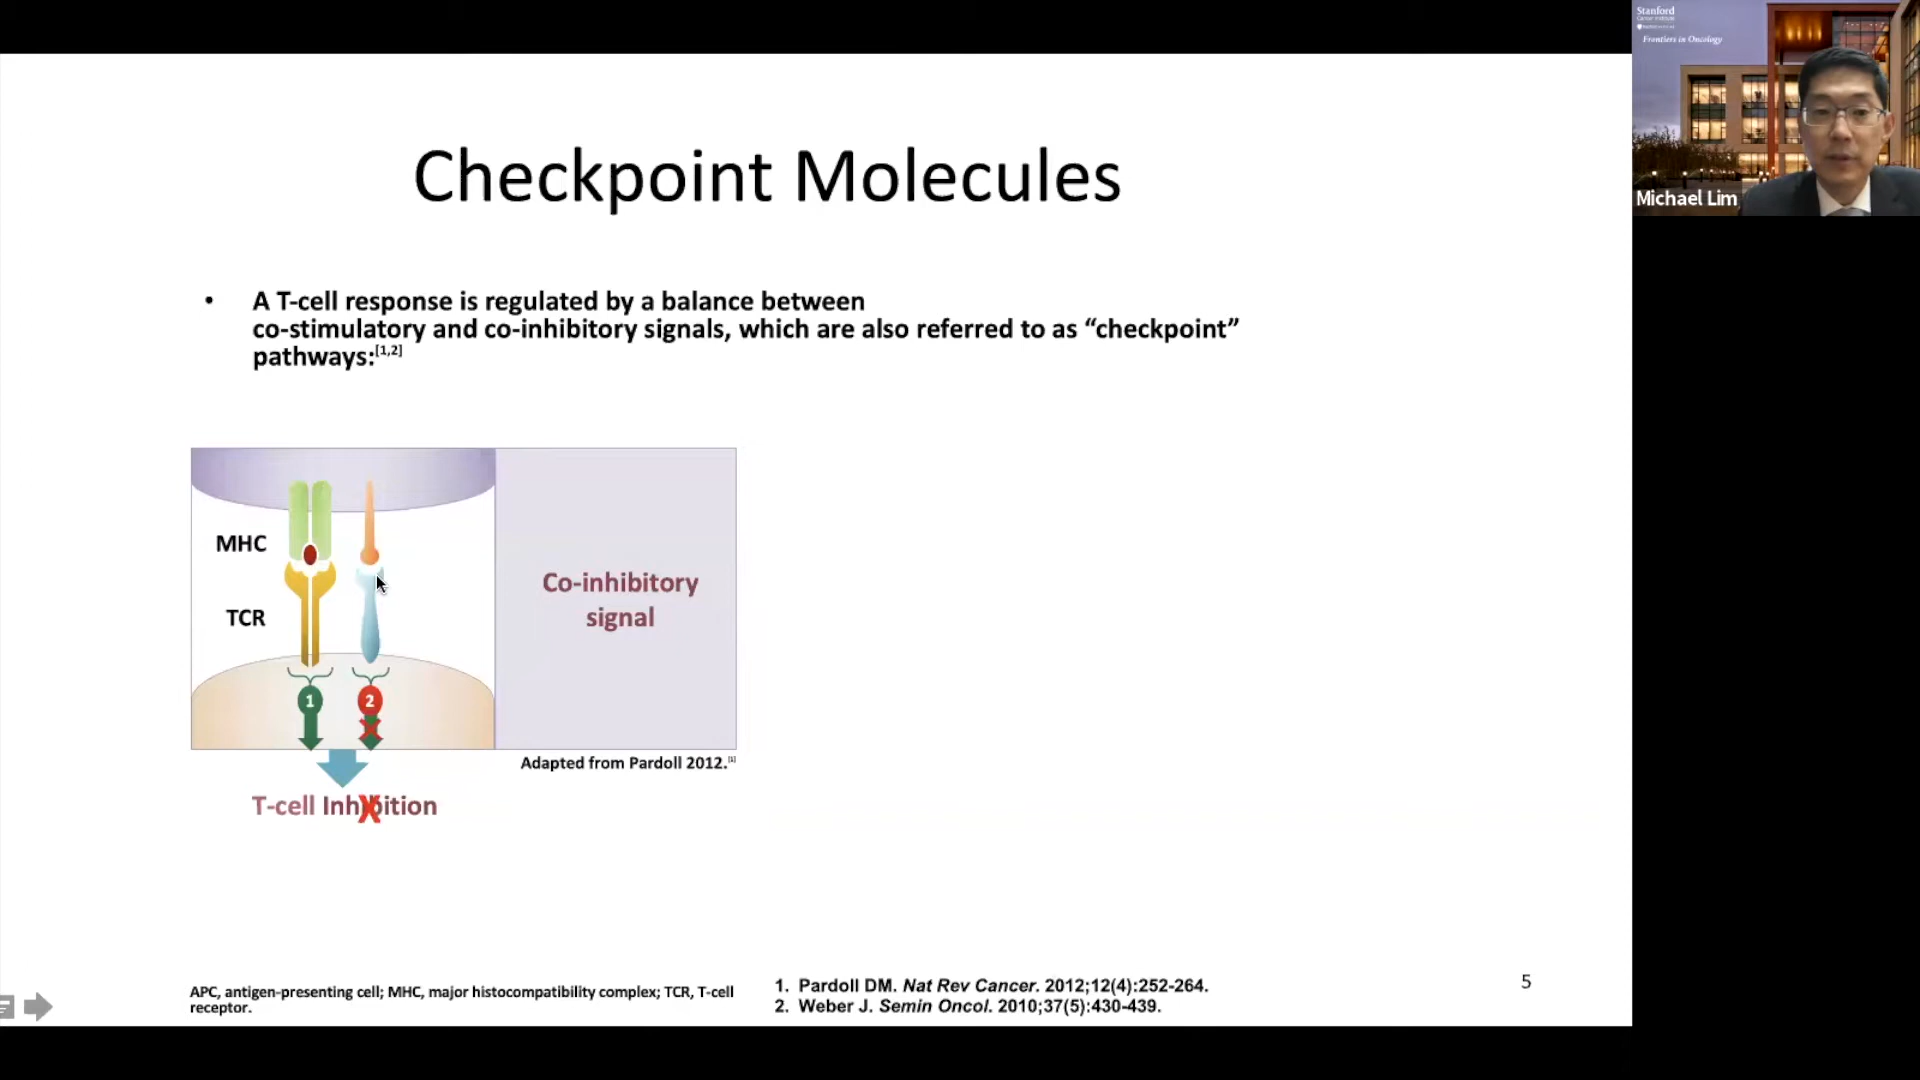 Checkpoint Molecules
• A T-cell response is regulated by a balance between
co-stimulatory and co-inhibitory signals, which are also referred to as “checkpoint”
pathways:[1,2]
MHC
TCR
Co-inhibitory
signal
1
2
Adapted from Pardoll 2012.[1]
T-cell Inhibition
APC, antigen-presenting cell; MHC, major histocompatibility complex; TCR, T-cell
receptor.
1. Pardoll DM. Nat Rev Cancer. 2012;12(4):252-264.
2. Weber J. Semin Oncol. 2010;37(5):430-439.
5
Stanford
Frontiers in Oncology
Michael Lim